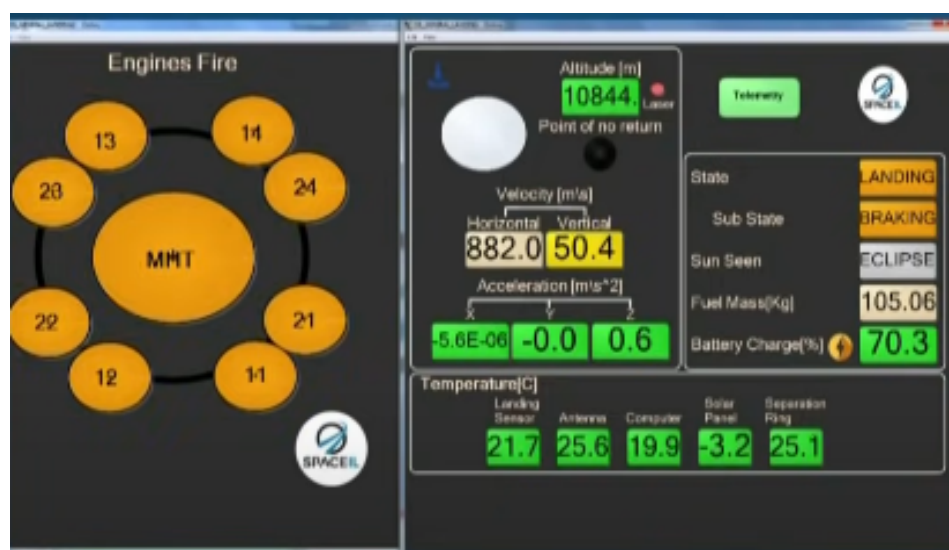 Engines Fire
13
14
23
24
MMT
22
21
12
11
SPACEIL
Altitude [m]
10844.
Laser
Point of no return
Velocity [m\s]
Horizontal Vertical
882.0 50.4
Acceleration [m\s^2]
X Y Z
-5.6E-06 -0.0 0.6
Telemetry
SPACEIL
State LANDING
Sub State BRAKING
Sun Seen ECLIPSE
Fuel Mass[Kg] 105.06
Battery Charge[%] 70.3
Temperature[C]
Landing Sensor Antenna Computer Solar Panel Separation Ring
21.7 25.6 19.9 -3.2 25.1